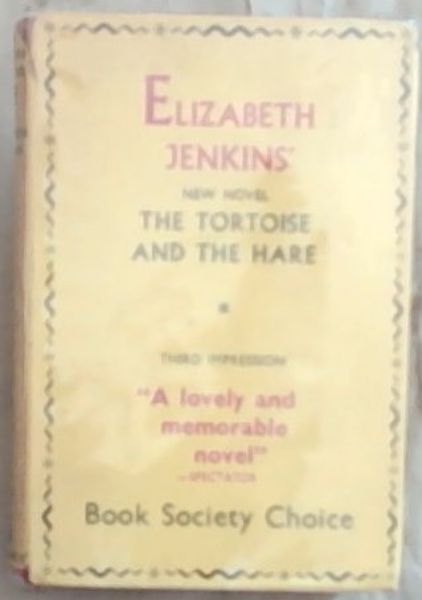 ELIZABETH
JENKINS'
NEW NOVEL
THE TORTOISE
AND THE HARE
THIRD IMPRESSION
"A lovely and
memorable
novel"
—SPECTATOR
Book Society Choice